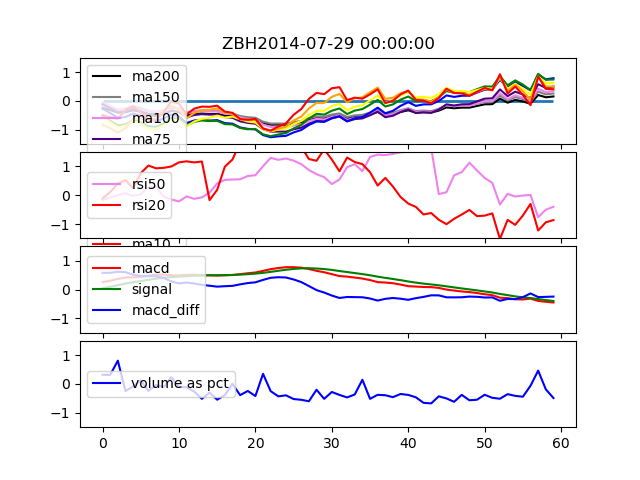 ZBH2014-07-29 00:00:00
1
0
−1
ma200
ma150
ma100
ma75
1
0
−1
rsi50
rsi20
ma10
1
0
−1
macd
signal
macd_diff
1
0
−1
volume as pct
0
10
20
30
40
50
60